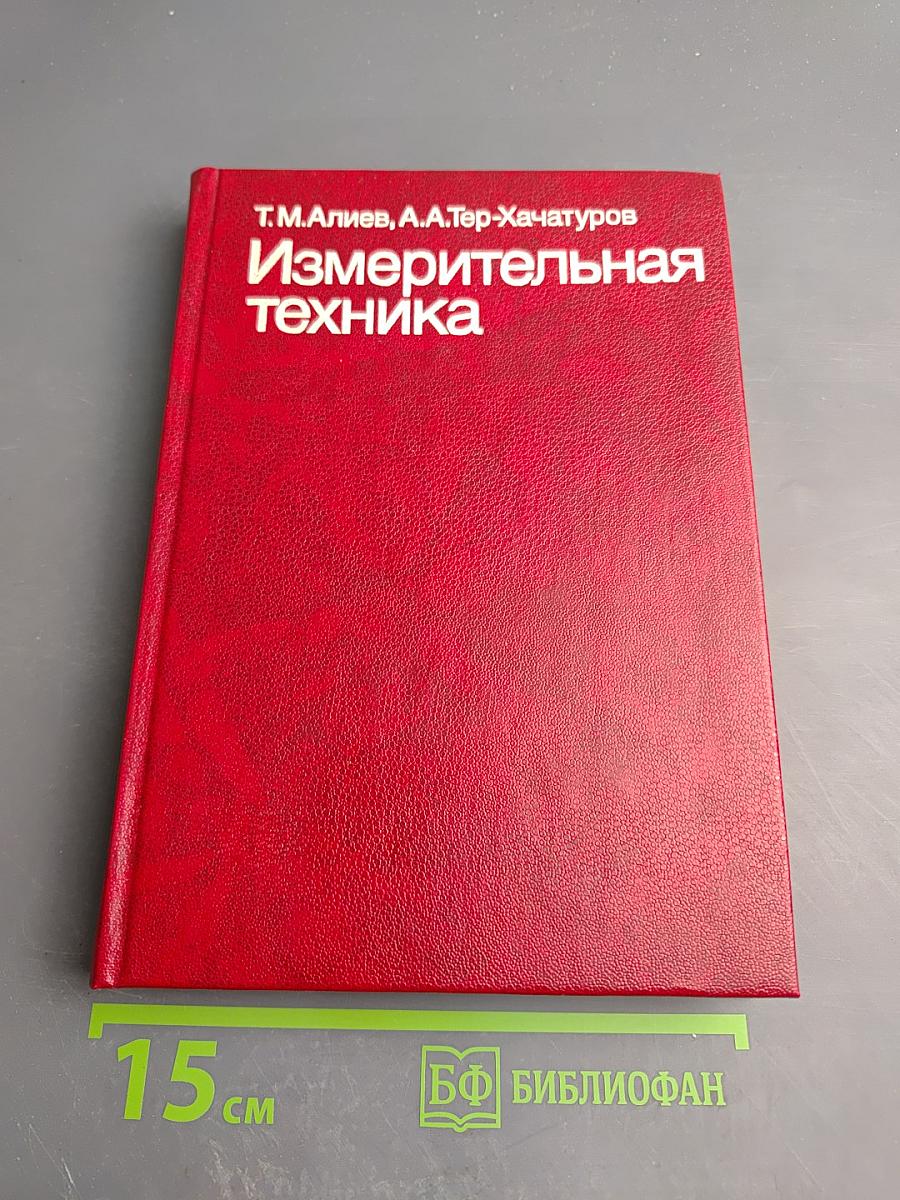 Т.М.Алиев, А.А.Тер-Хачатуров
Измерительная
техника
15 см
БФ БИБЛИОФАН